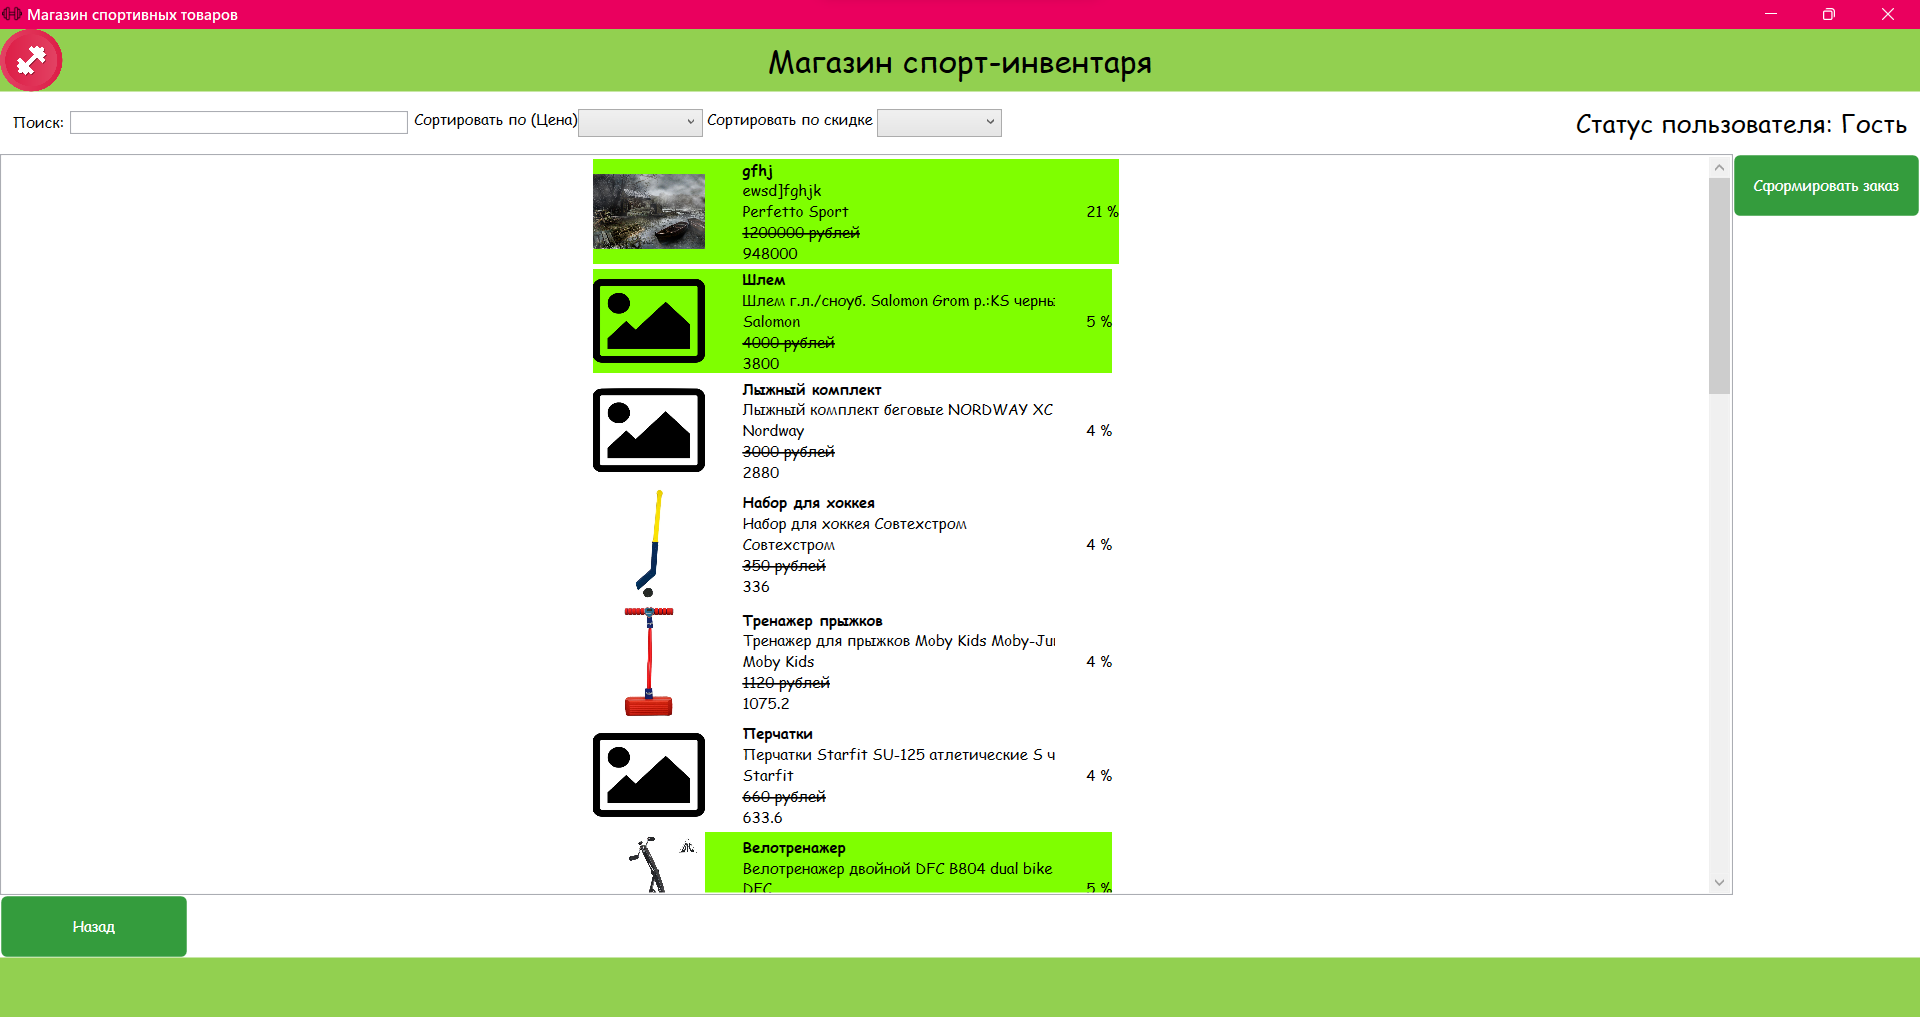 Магазин спортивных товаров
Магазин спорт-инвентаря
Поиск: Сортировать по (Цена) Сортировать по скидке
Статус пользователя: Гость
Сформировать заказ
gfhj
ewsd]fghjk
Perfetto Sport 21 %
1200000 рублей
948000
Шлем
Шлем г.л./сноуб. Salomon Grom р.:KS черны
Salomon 5 %
4000 рублей
3800
Лыжный комплект
Лыжный комплект беговые NORDWAY XC
Nordway 4 %
3000 рублей
2880
Набор для хоккея
Набор для хоккея Совтехстром
Совтехстром 4 %
350 рублей
336
Тренажер прыжков
Тренажер для прыжков Moby Kids Moby-Ju
Moby Kids 4 %
1120 рублей
1075.2
Перчатки
Перчатки Starfit SU-125 атлетические S ч
Starfit 4 %
660 рублей
633.6
Велотренажер
Велотренажер двойной DFC B804 dual bike
DFC 5 %
Назад